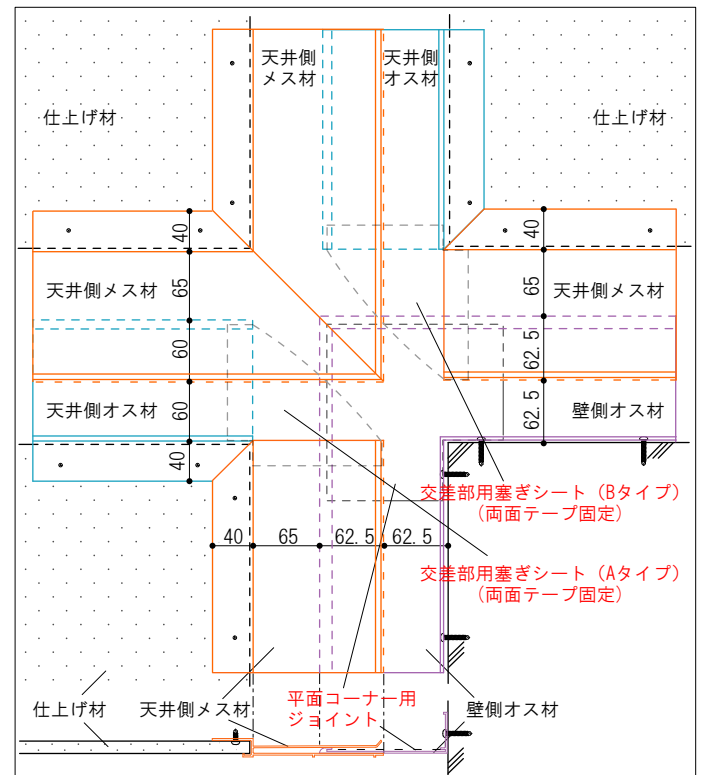 天井側
メス材
天井側
オス材
仕上げ材
仕上げ材
40
65
60
60
40
天井側メス材
天井側オス材
40
65
62.5
62.5
天井側メス材
壁側オス材
交差部用塞ぎシート（Bタイプ）
（両面テープ固定）
40
65
62.5
62.5
交差部用塞ぎシート（Aタイプ）
（両面テープ固定）
仕上げ材
天井側メス材
平面コーナー用
ジョイント
壁側オス材